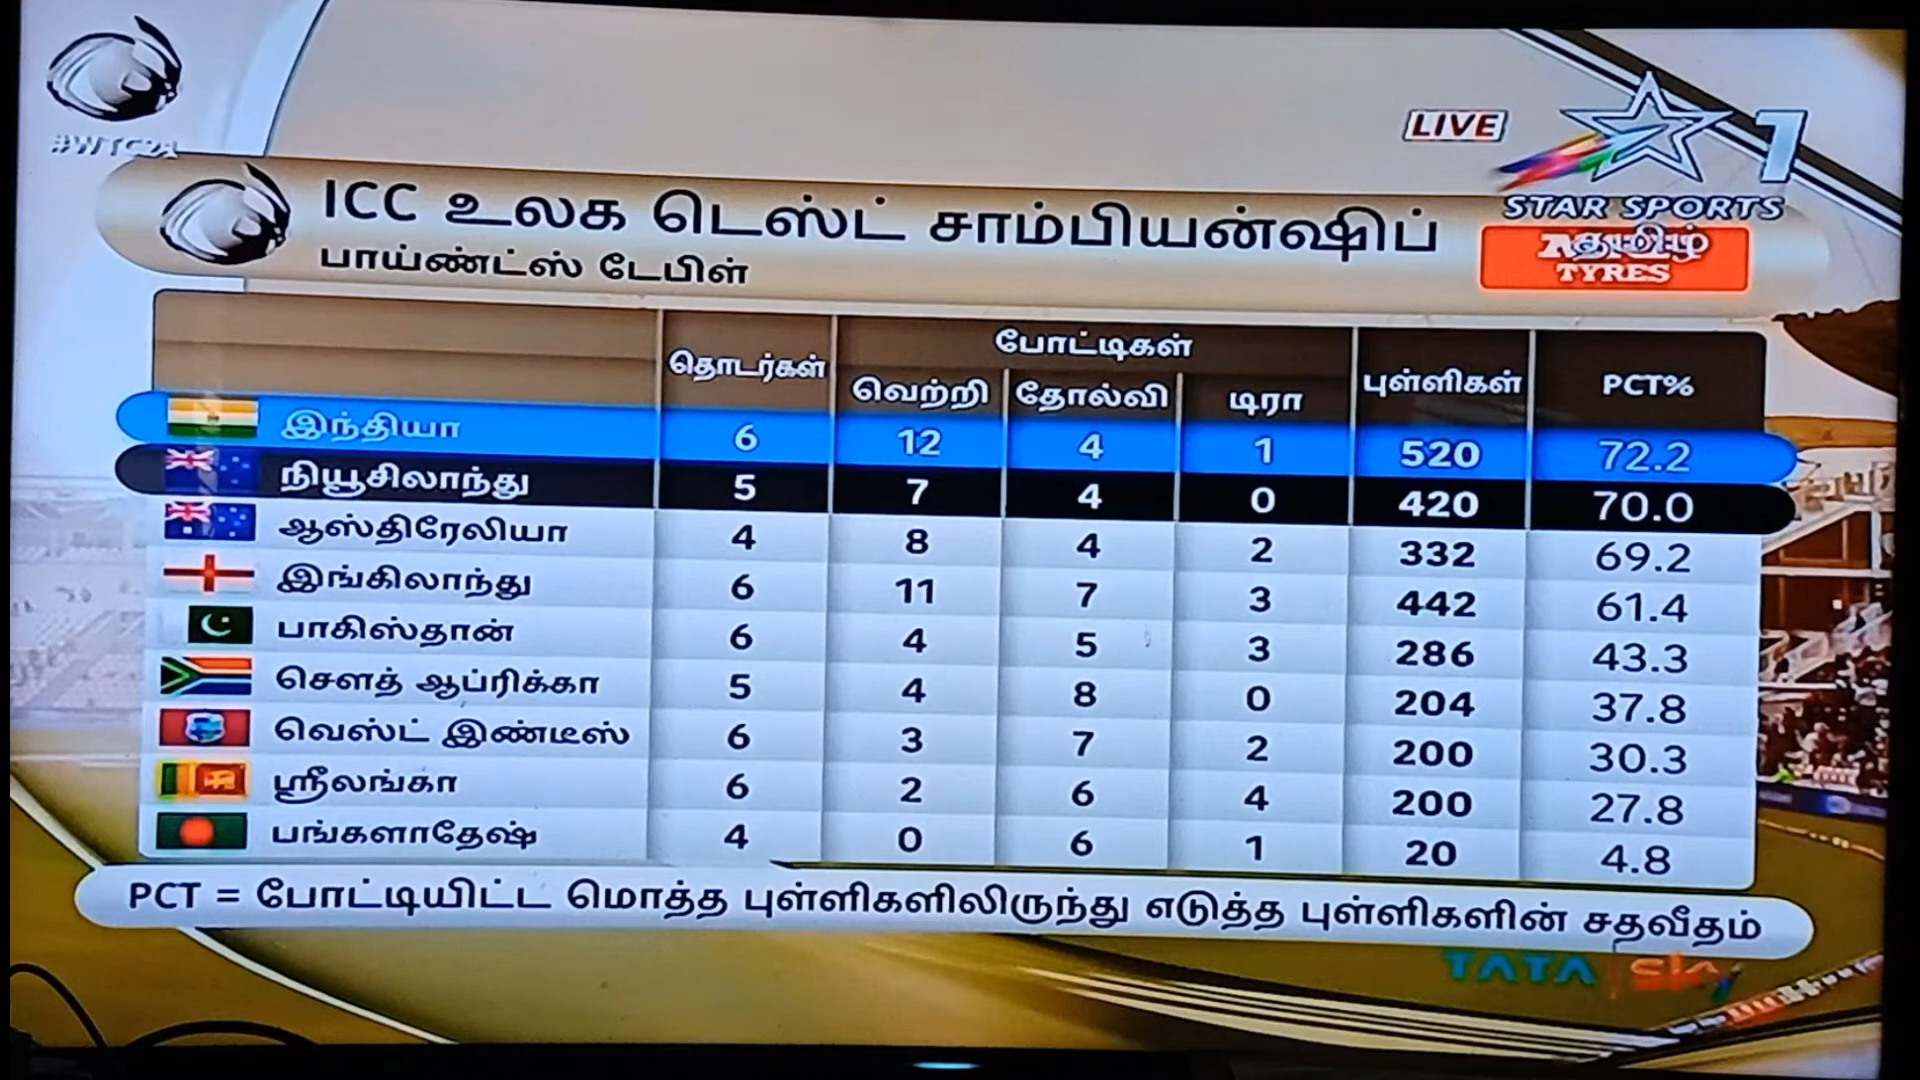 #WTC21
LIVE
1
STAR SPORTS
தமிழ்
TYRES
ICC உலக டெஸ்ட் சாம்பியன்ஷிப்
பாய்ண்ட்ஸ் டேபிள்
தொடர்கள் போட்டிகள் புள்ளிகள் PCT%
வெற்றி தோல்வி டிரா
இந்தியா 6 12 4 1 520 72.2
நியூசிலாந்து 5 7 4 0 420 70.0
ஆஸ்திரேலியா 4 8 4 2 332 69.2
இங்கிலாந்து 6 11 7 3 442 61.4
பாகிஸ்தான் 6 4 5 3 286 43.3
சௌத் ஆப்ரிக்கா 5 4 8 0 204 37.8
வெஸ்ட் இண்டீஸ் 6 3 7 2 200 30.3
ஸ்ரீலங்கா 6 2 6 4 200 27.8
பங்களாதேஷ் 4 0 6 1 20 4.8
PCT = போட்டியிட்ட மொத்த புள்ளிகளிலிருந்து எடுத்த புள்ளிகளின் சதவீதம்
TATA sky